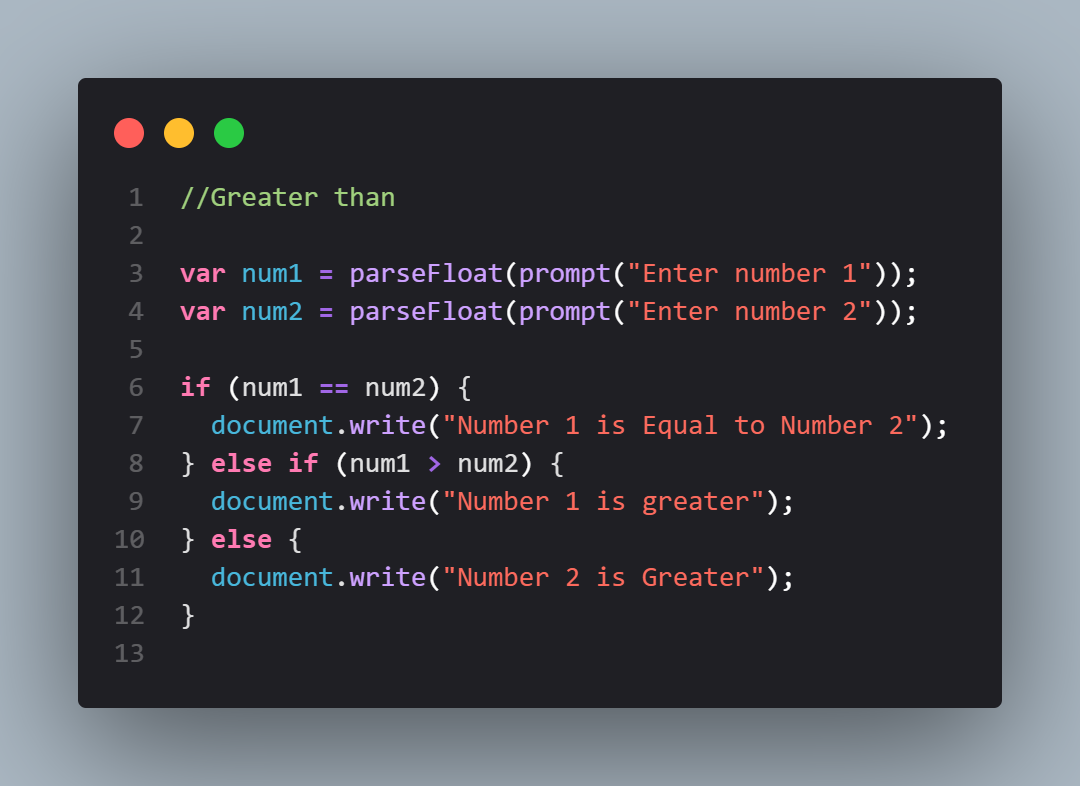 1 //Greater than
2
3 var num1 = parseFloat(prompt("Enter number 1"));
4 var num2 = parseFloat(prompt("Enter number 2"));
5
6 if (num1 == num2) {
7   document.write("Number 1 is Equal to Number 2");
8 } else if (num1 > num2) {
9   document.write("Number 1 is greater");
10 } else {
11   document.write("Number 2 is Greater");
12 }
13